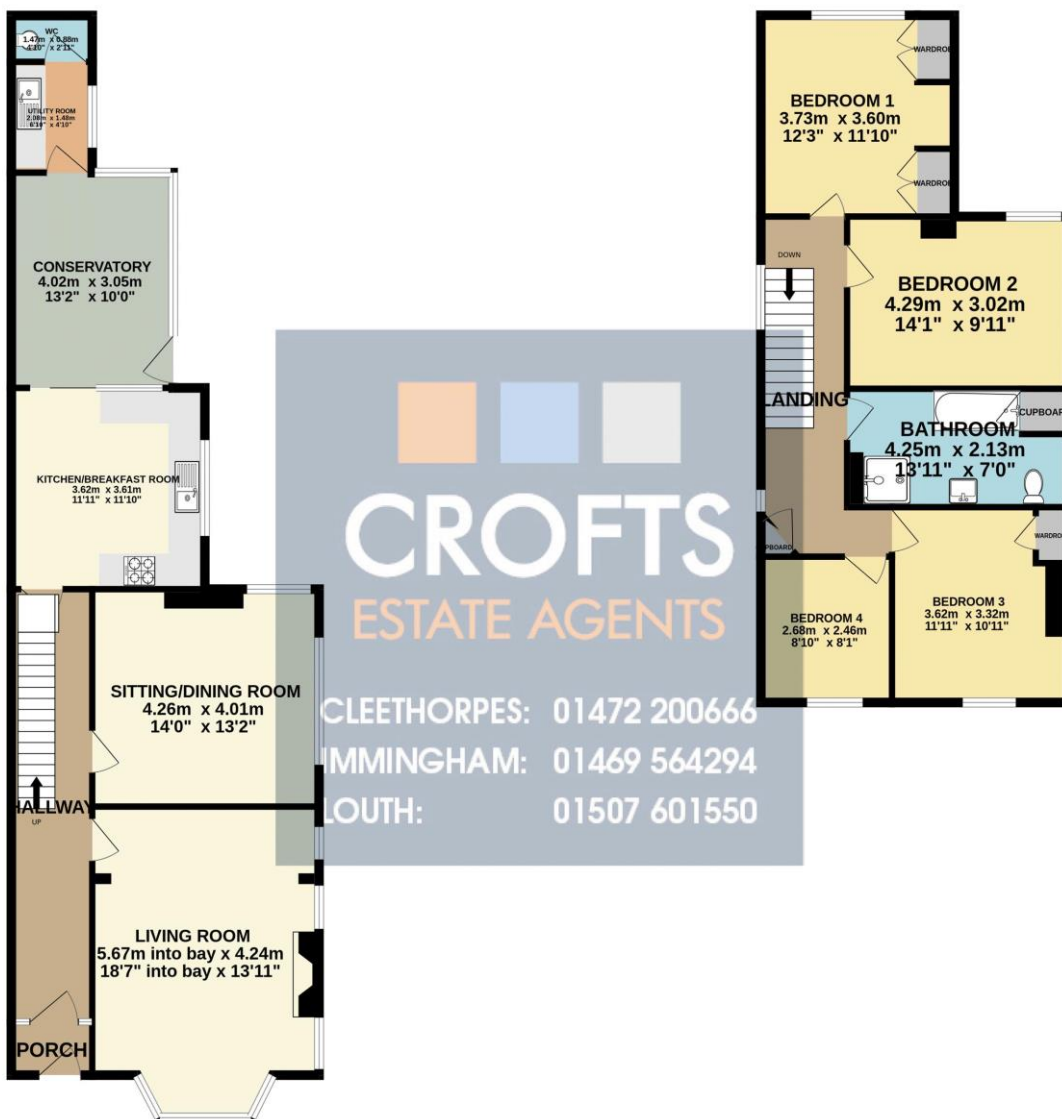 WC
1.47m x 0.88m
4'10" x 2'11"
UTILITY ROOM
2.08m x 1.48m
6'10" x 4'10"
CONSERVATORY
4.02m x 3.05m
13'2" x 10'0"
KITCHEN/BREAKFAST ROOM
3.62m x 3.61m
11'11" x 11'10"
SITTING/DINING ROOM
4.26m x 4.01m
14'0" x 13'2"
HALLWAY
UP
LIVING ROOM
5.67m into bay x 4.24m
18'7" into bay x 13'11"
PORCH
WARDROB
BEDROOM 1
3.73m x 3.60m
12'3" x 11'10"
WARDROB
DOWN
BEDROOM 2
4.29m x 3.02m
14'1" x 9'11"
LANDING
CUPBOAR
BATHROOM
4.25m x 2.13m
13'11" x 7'0"
PBOARD
WARDROB
BEDROOM 3
3.62m x 3.32m
11'11" x 10'11"
BEDROOM 4
2.68m x 2.46m
8'10" x 8'1"
CROFTS
ESTATE AGENTS
CLEETHORPES: 01472 200666
IMMINGHAM: 01469 564294
LOUTH: 01507 601550